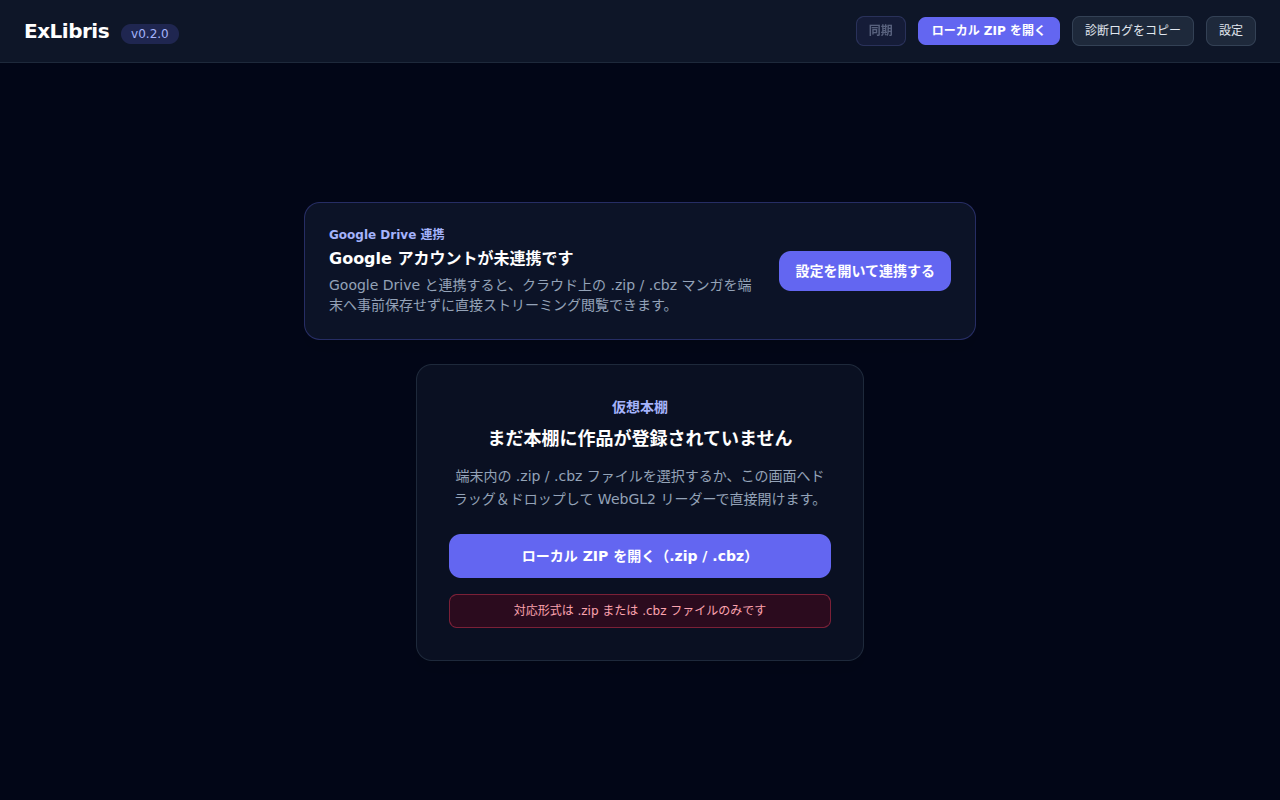 ExLibris
v0.2.0
同期
ローカル ZIP を開く
診断ログをコピー
設定
Google Drive 連携
Google アカウントが未連携です
Google Drive と連携すると、クラウド上の .zip / .cbz マンガを端
末へ事前保存せずに直接ストリーミング閲覧できます。
設定を開いて連携する
仮想本棚
まだ本棚に作品が登録されていません
端末内の .zip / .cbz ファイルを選択するか、この画面へド
ラッグ＆ドロップして WebGL2 リーダーで直接開けます。
ローカル ZIP を開く（.zip / .cbz）
対応形式は .zip または .cbz ファイルのみです